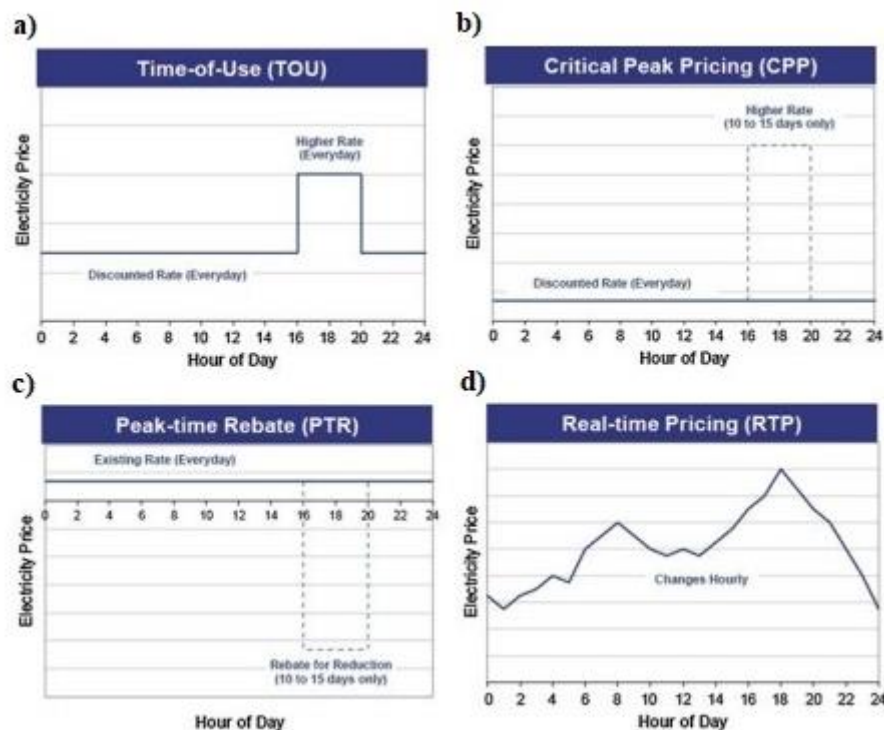 a)
Time-of-Use (TOU)
Electricity Price
Higher Rate
(Everyday)
Discounted Rate (Everyday)
0 2 4 6 8 10 12 14 16 18 20 22 24
Hour of Day
b)
Critical Peak Pricing (CPP)
Electricity Price
Higher Rate
(10 to 15 days only)
Discounted Rate (Everyday)
0 2 4 6 8 10 12 14 16 18 20 22 24
Hour of Day
c)
Peak-time Rebate (PTR)
Electricity Price
Existing Rate (Everyday)
0 2 4 6 8 10 12 14 16 18 20 22 24
Rebate for Reduction
(10 to 15 days only)
Hour of Day
d)
Real-time Pricing (RTP)
Electricity Price
Changes Hourly
0 2 4 6 8 10 12 14 16 18 20 22 24
Hour of Day